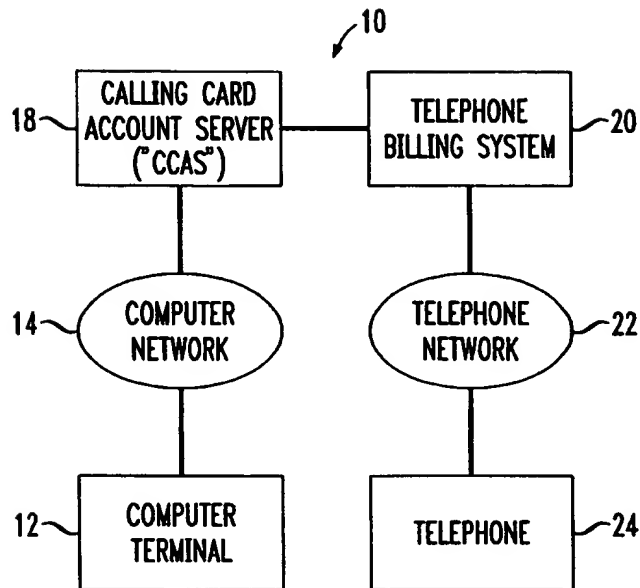 10
18
CALLING CARD
ACCOUNT SERVER
("CCAS")
TELEPHONE
BILLING SYSTEM
20
14
COMPUTER
NETWORK
TELEPHONE
NETWORK
22
12
COMPUTER
TERMINAL
TELEPHONE
24